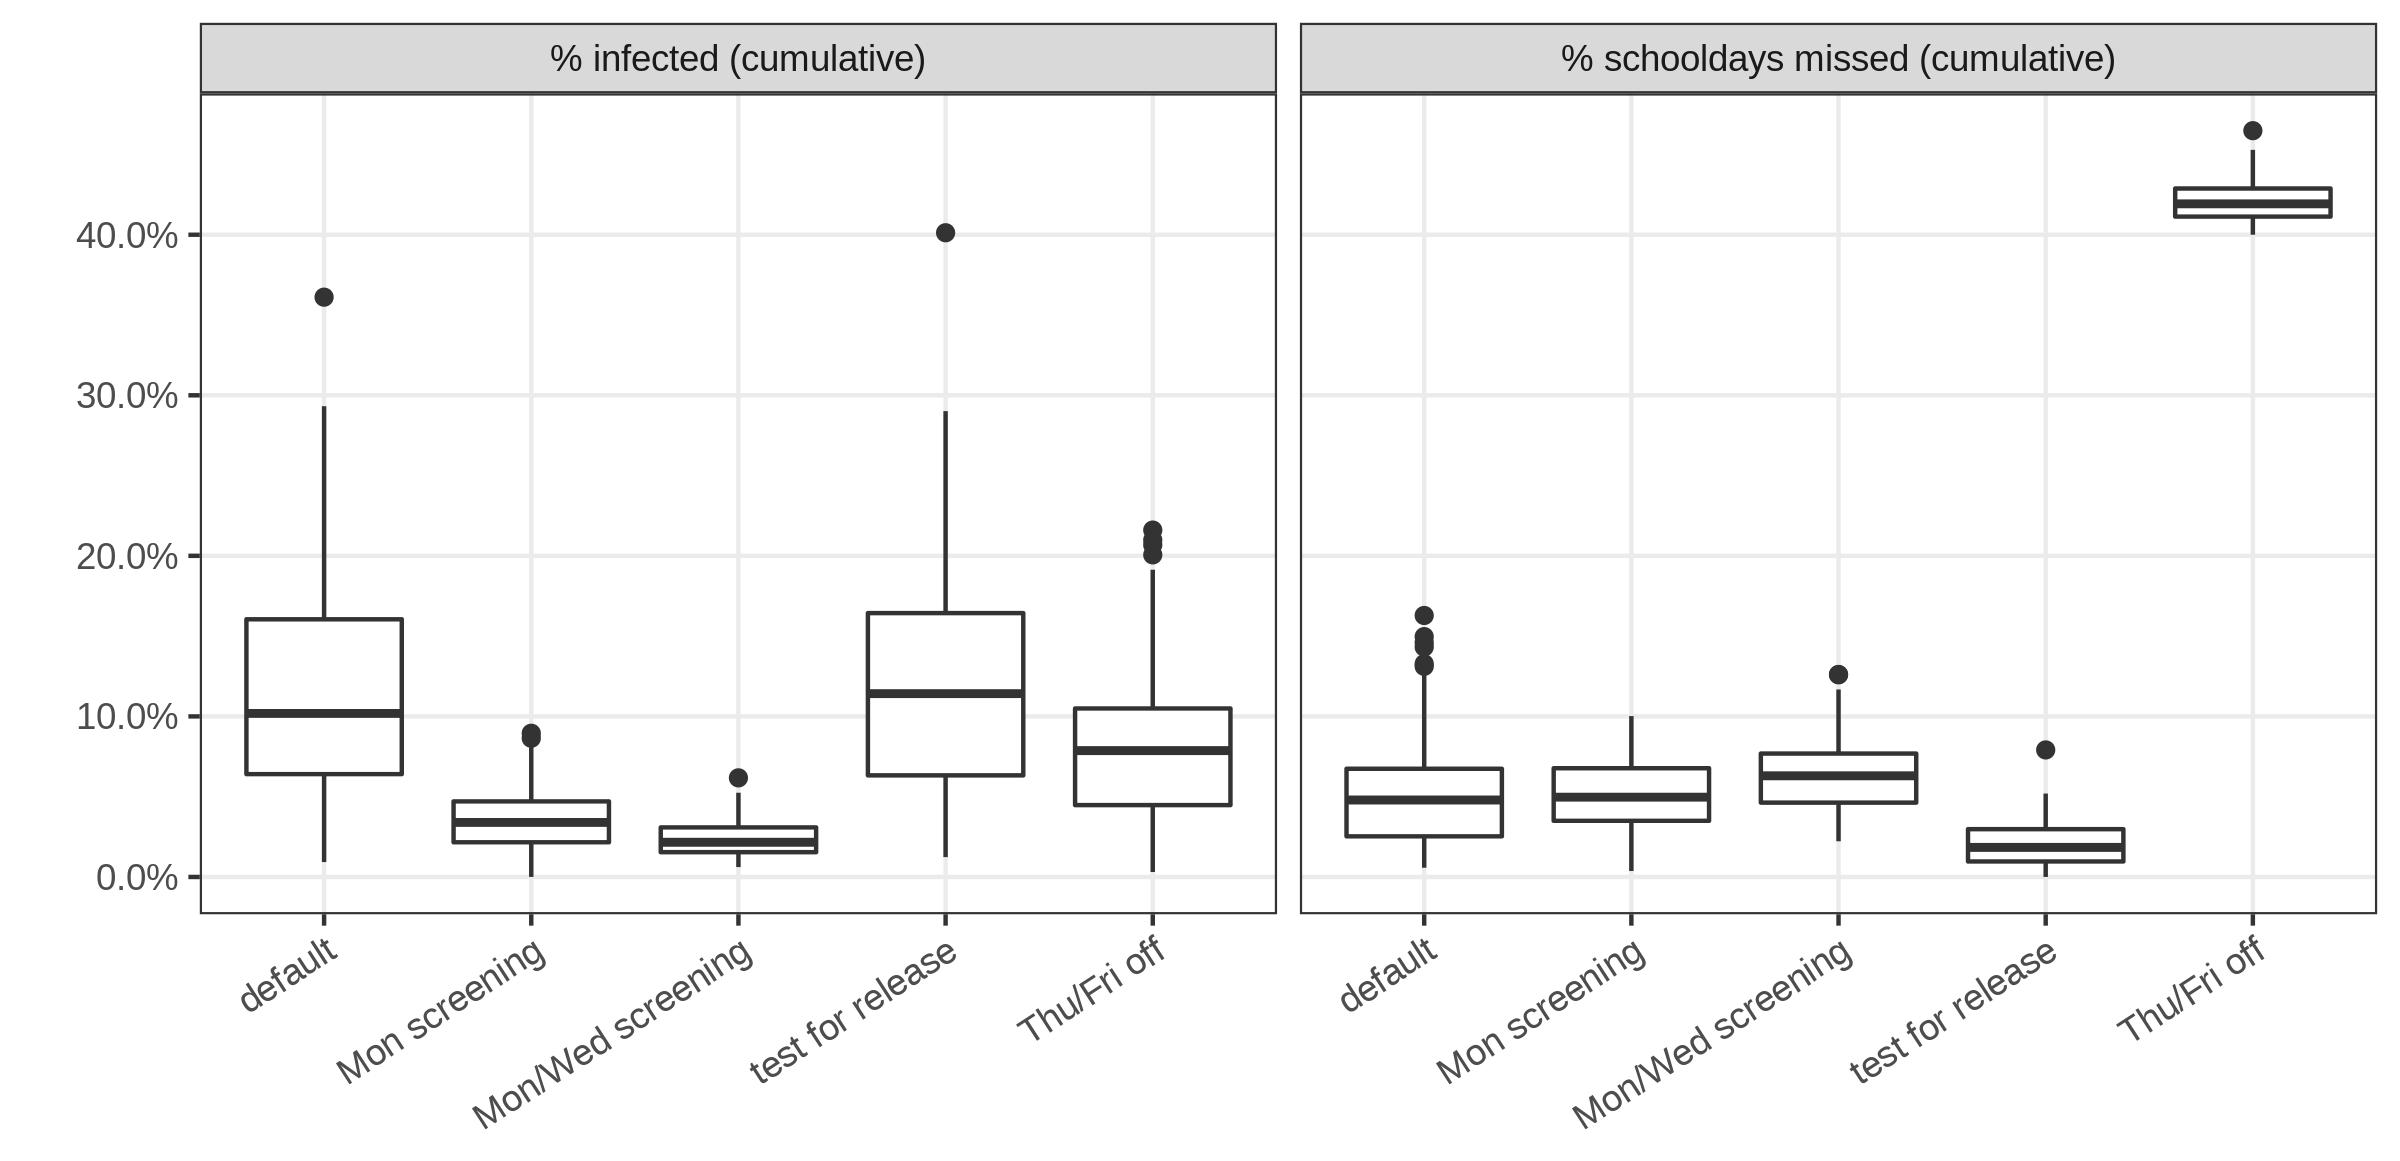 % infected (cumulative)
% schooldays missed (cumulative)
40.0%
30.0%
20.0%
10.0%
0.0%
default
Mon screening
Mon/Wed screening
test for release
Thu/Fri off
default
Mon screening
Mon/Wed screening
test for release
Thu/Fri off